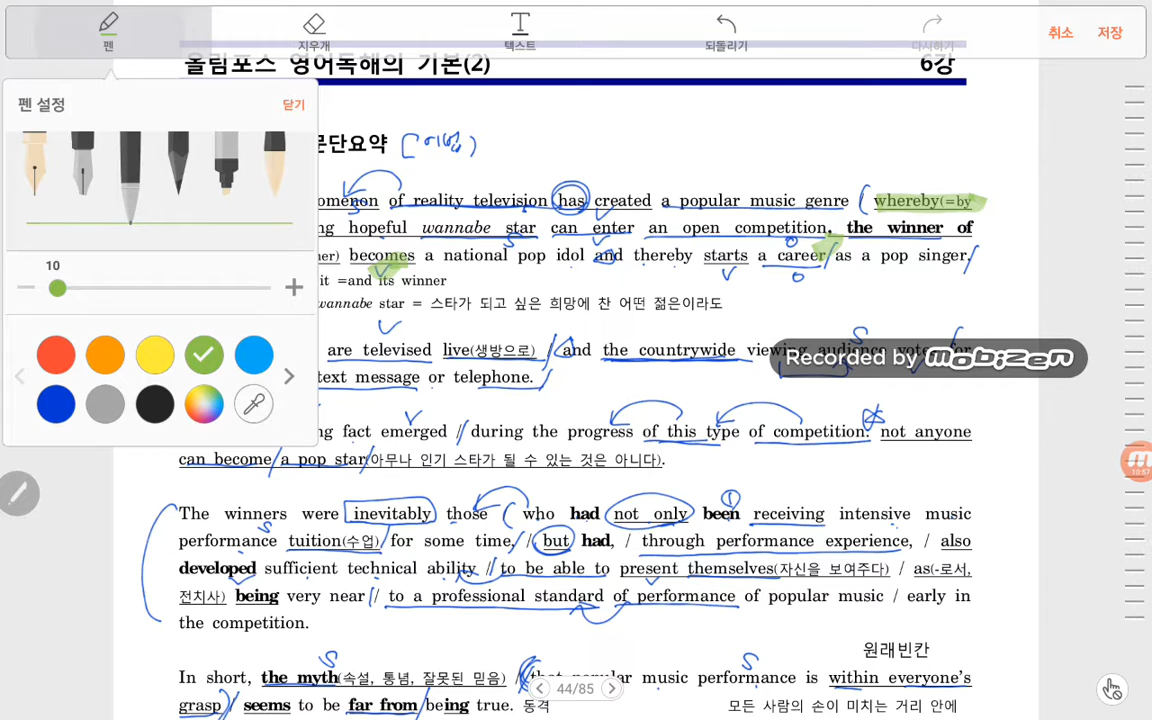 펜
지우개
텍스트
되돌리기
다시하기
취소
저장
올림포스 영어독해의 기본(2)
6강
펜 설정
닫기
10
문단요약 [어법]
omenon of reality television has created a popular music genre (whereby(=by
ng hopeful wannabe star can enter an open competition, the winner of
ner) becomes a national pop idol and thereby starts a career/ as a pop singer.
it =and its winner
wannabe star = 스타가 되고 싶은 희망에 찬 어떤 젊은이라도
are televised live(생방으로) / and the countrywide viewing audience vote for
text message or telephone.
Recorded by mobizen
ng fact emerged / during the progress of this type of competition: not anyone
can become / a pop star(아무나 인기 스타가 될 수 있는 것은 아니다).
The winners were inevitably those (who had not only been receiving intensive music
performance tuition(수업) for some time, / but had, / through performance experience, / also
developed sufficient technical ability // to be able to present themselves(자신을 보여주다) / as(-로서,
전치사) being very near // to a professional standard of performance of popular music / early in
the competition.
원래빈칸
In short, the myth(속설, 통념, 잘못된 믿음) / (that popular music performance is within everyone's
grasp) / seems to be far from / being true. 동격
모든 사람의 손이 미치는 거리 안에
44/85
10:57